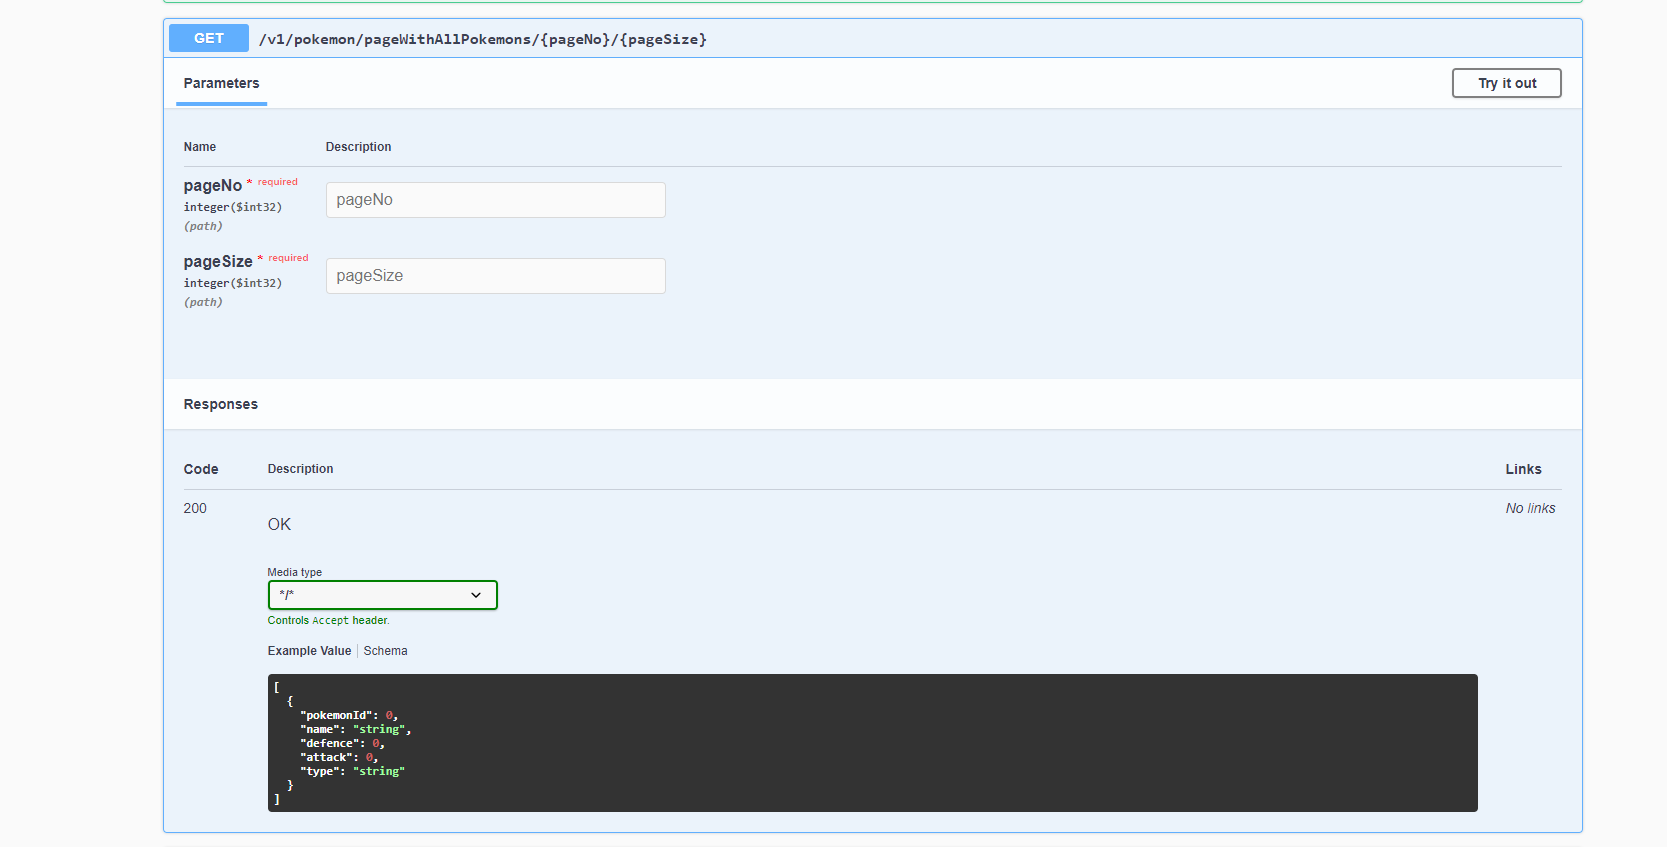 GET /v1/pokemon/pageWithAllPokemons/{pageNo}/{pageSize}
Parameters
Try it out
Name Description
pageNo * required
integer($int32)
(path)
pageNo
pageSize * required
integer($int32)
(path)
pageSize
Responses
Code Description Links
200
OK
No links
Media type
*/*
Controls Accept header.
Example Value | Schema
[
  {
    "pokemonId": 0,
    "name": "string",
    "defence": 0,
    "attack": 0,
    "type": "string"
  }
]